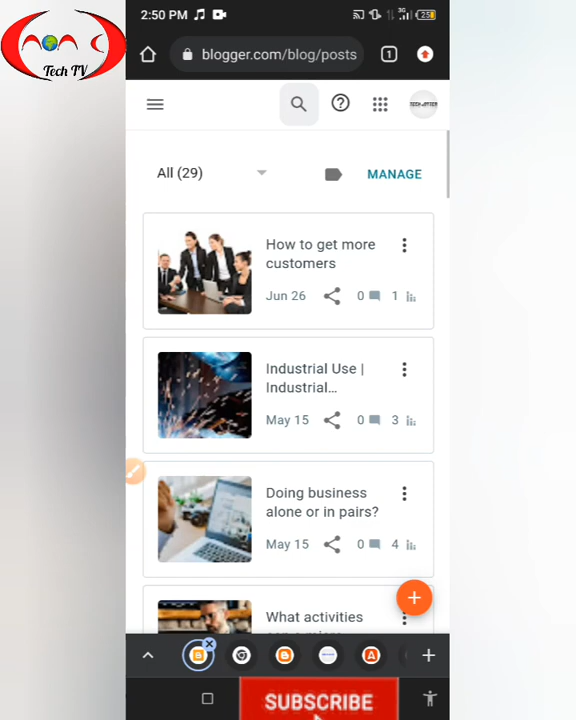 2:50 PM
3G
25
Tech TV
blogger.com/blog/posts
1
All (29)
MANAGE
How to get more
customers
Jun 26
0
1
Industrial Use |
Industrial...
May 15
0
3
Doing business
alone or in pairs?
May 15
0
4
What activities
SUBSCRIBE